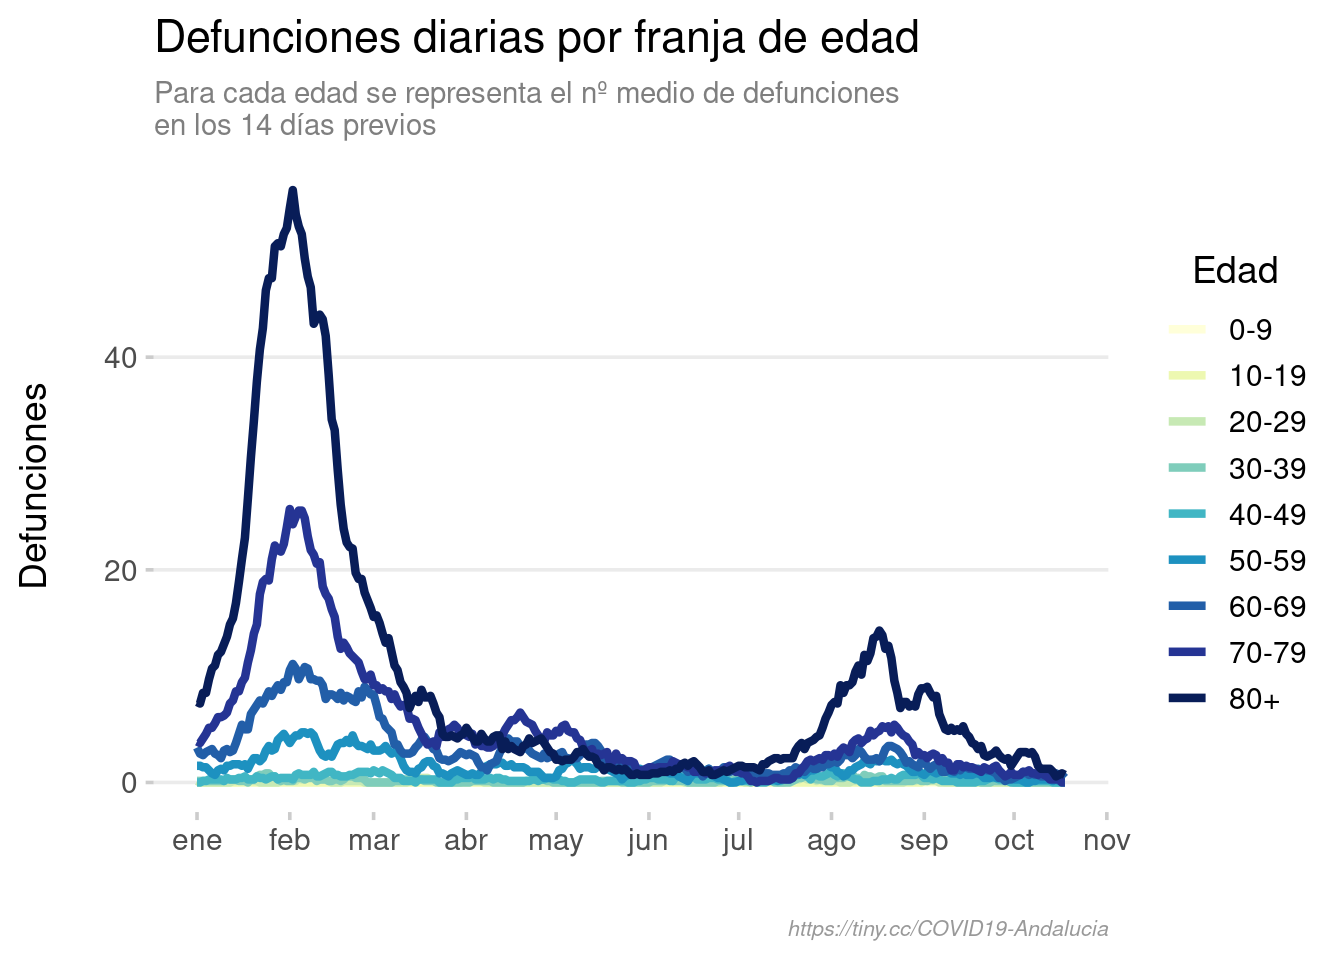 Defunciones diarias por franja de edad
Para cada edad se representa el nº medio de defunciones
en los 14 días previos
Defunciones
40
20
0
ene feb mar abr may jun jul ago sep oct nov
Edad
0-9
10-19
20-29
30-39
40-49
50-59
60-69
70-79
80+
https://tiny.cc/COVID19-Andalucia